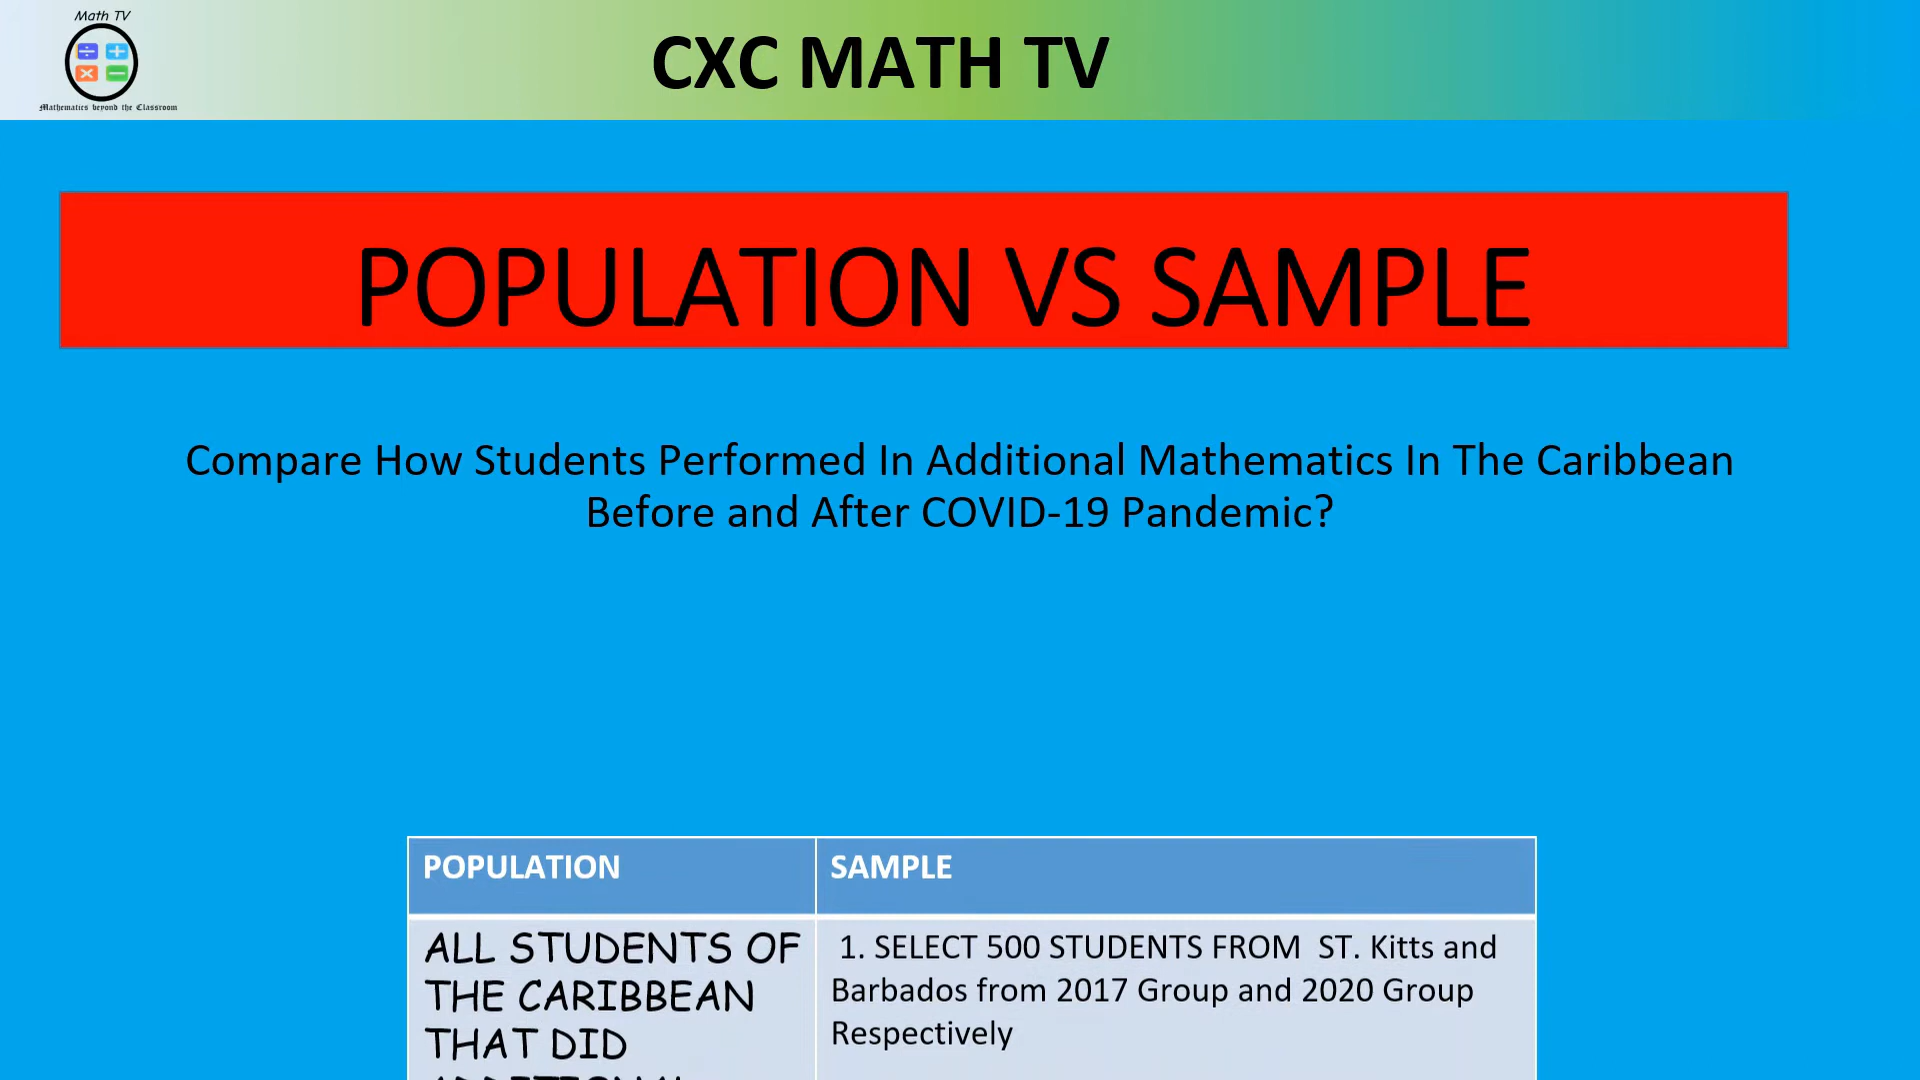 Math TV
Mathematics beyond the Classroom
CXC MATH TV
POPULATION VS SAMPLE
Compare How Students Performed In Additional Mathematics In The Caribbean
Before and After COVID-19 Pandemic?
POPULATION
SAMPLE
ALL STUDENTS OF
THE CARIBBEAN
THAT DID
1. SELECT 500 STUDENTS FROM ST. Kitts and
Barbados from 2017 Group and 2020 Group
Respectively